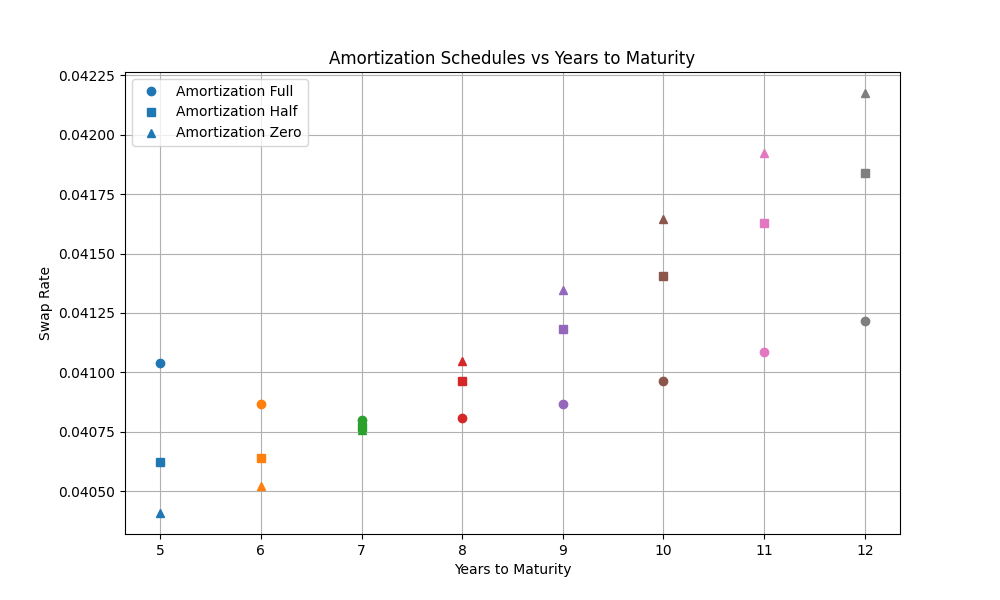 Amortization Schedules vs Years to Maturity
Amortization Full
Amortization Half
Amortization Zero
Swap Rate
0.04225
0.04200
0.04175
0.04150
0.04125
0.04100
0.04075
0.04050
5 6 7 8 9 10 11 12
Years to Maturity